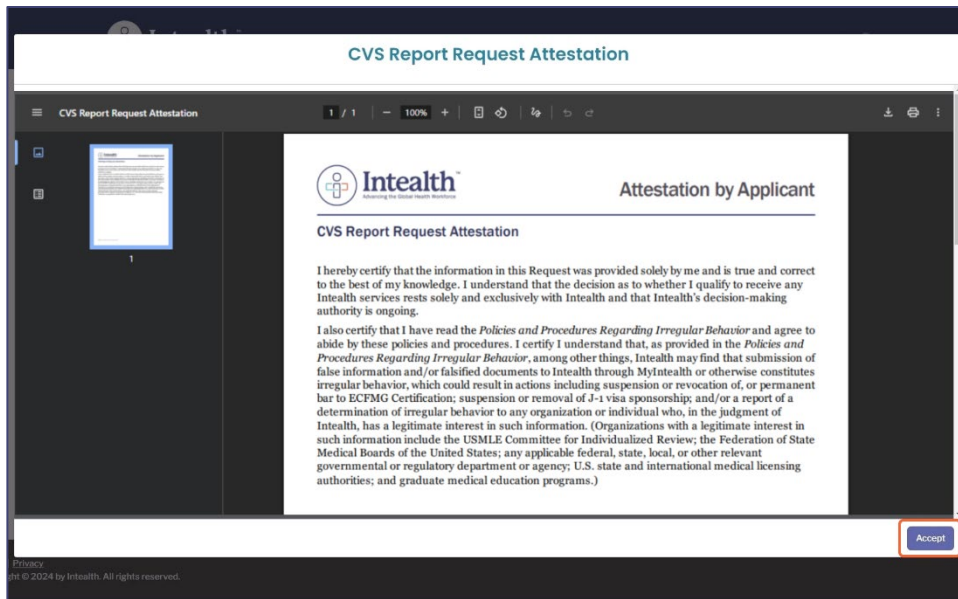 CVS Report Request Attestation
CVS Report Request Attestation
1 / 1
100%
Intealth™
Advancing the Global Health Workforce
Attestation by Applicant
CVS Report Request Attestation
1
I hereby certify that the information in this Request was provided solely by me and is true and correct
to the best of my knowledge. I understand that the decision as to whether I qualify to receive any
Intealth services rests solely and exclusively with Intealth and that Intealth's decision-making
authority is ongoing.
I also certify that I have read the Policies and Procedures Regarding Irregular Behavior and agree to
abide by these policies and procedures. I certify I understand that, as provided in the Policies and
Procedures Regarding Irregular Behavior, among other things, Intealth may find that submission of
false information and/or falsified documents to Intealth through MyIntealth or otherwise constitutes
irregular behavior, which could result in actions including suspension or revocation of, or permanent
bar to ECFMG Certification; suspension or removal of J-1 visa sponsorship; and/or a report of a
determination of irregular behavior to any organization or individual who, in the judgment of
Intealth, has a legitimate interest in such information. (Organizations with a legitimate interest in
such information include the USMLE Committee for Individualized Review; the Federation of State
Medical Boards of the United States; any applicable federal, state, local, or other relevant
governmental or regulatory department or agency; U.S. state and international medical licensing
authorities; and graduate medical education programs.)
Accept
Privacy
ght © 2024 by Intealth. All rights reserved.